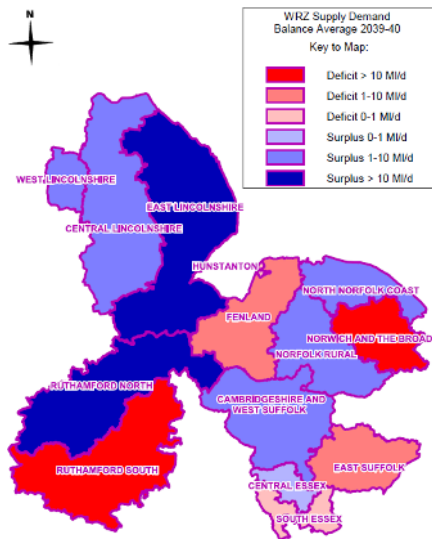 N
WRZ Supply Demand
Balance Average 2039-40
Key to Map:
Deficit > 10 Ml/d
Deficit 1-10 Ml/d
Deficit 0-1 Ml/d
Surplus 0-1 Ml/d
Surplus 1-10 Ml/d
Surplus > 10 Ml/d
WEST LINCOLNSHIRE
EAST LINCOLNSHIRE
CENTRAL LINCOLNSHIRE
HUNSTANTON
NORTH NORFOLK COAST
FENLAND
NORWICH AND THE BROAD
NORFOLK RURAL
RUTHAMFORD NORTH
CAMBRIDGESHIRE AND
WEST SUFFOLK
RUTHAMFORD SOUTH
EAST SUFFOLK
CENTRAL ESSEX
SOUTH ESSEX